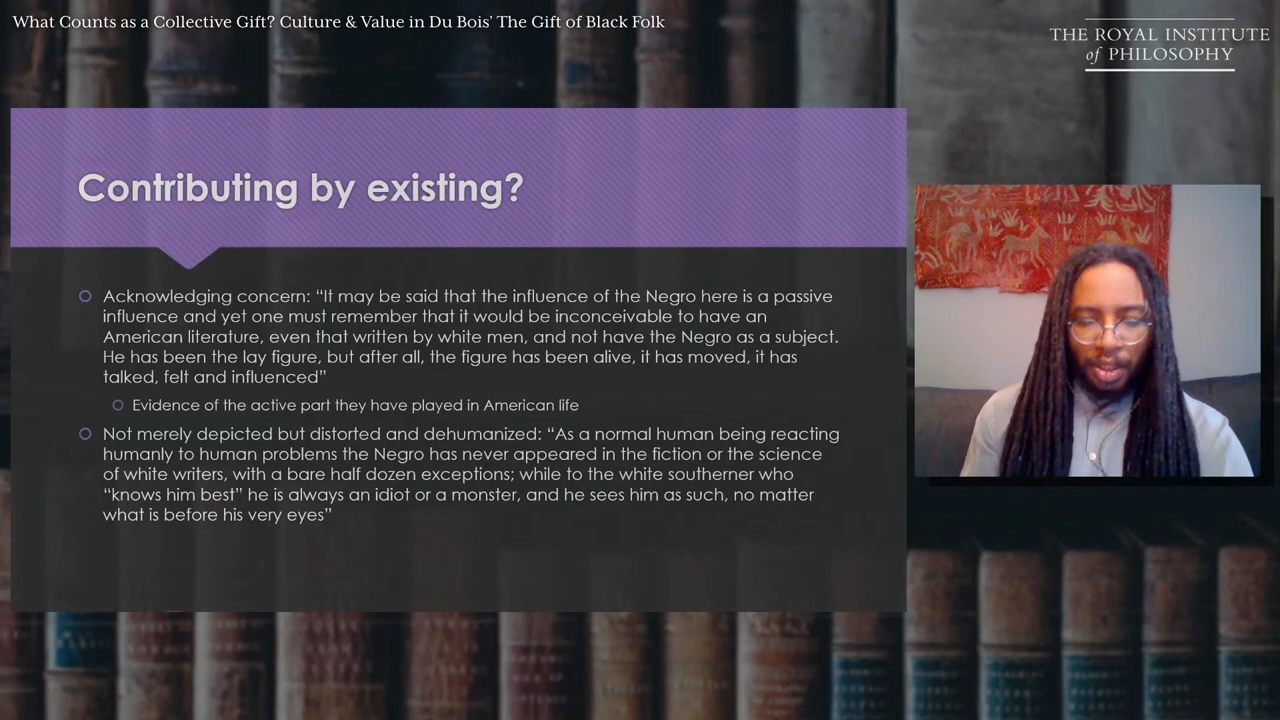 What Counts as a Collective Gift? Culture & Value in Du Bois’ The Gift of Black Folk
THE ROYAL INSTITUTE
of PHILOSOPHY
Contributing by existing?
Acknowledging concern: “It may be said that the influence of the Negro here is a passive
influence and yet one must remember that it would be inconceivable to have an
American literature, even that written by white men, and not have the Negro as a subject.
He has been the lay figure, but after all, the figure has been alive, it has moved, it has
talked, felt and influenced”
Evidence of the active part they have played in American life
Not merely depicted but distorted and dehumanized: “As a normal human being reacting
humanly to human problems the Negro has never appeared in the fiction or the science
of white writers, with a bare half dozen exceptions; while to the white southerner who
“knows him best” he is always an idiot or a monster, and he sees him as such, no matter
what is before his very eyes”